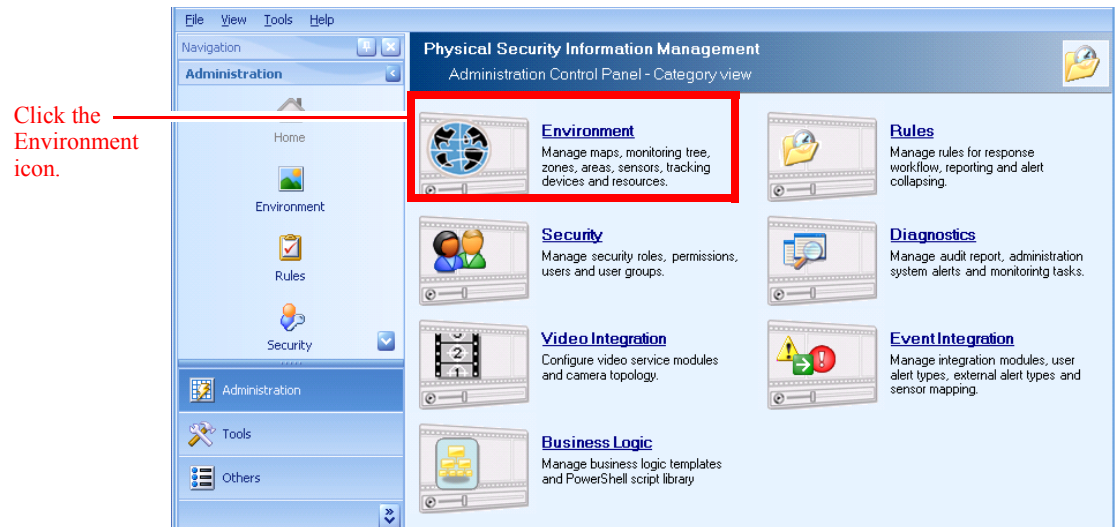 File View Tools Help
Navigation
Administration
Home
Environment
Rules
Security
Administration
Tools
Others
Click the
Environment
icon.
Physical Security Information Management
Administration Control Panel - Category view
Environment
Manage maps, monitoring tree,
zones, areas, sensors, tracking
devices and resources.
Rules
Manage rules for response
workflow, reporting and alert
collapsing.
Security
Manage security roles, permissions,
users and user groups.
Diagnostics
Manage audit report, administration
system alerts and monitorintg tasks.
Video Integration
Configure video service modules
and camera topology.
Event Integration
Manage integration modules, user
alert types, external alert types and
sensor mapping.
Business Logic
Manage business logic templates
and PowerShell script library